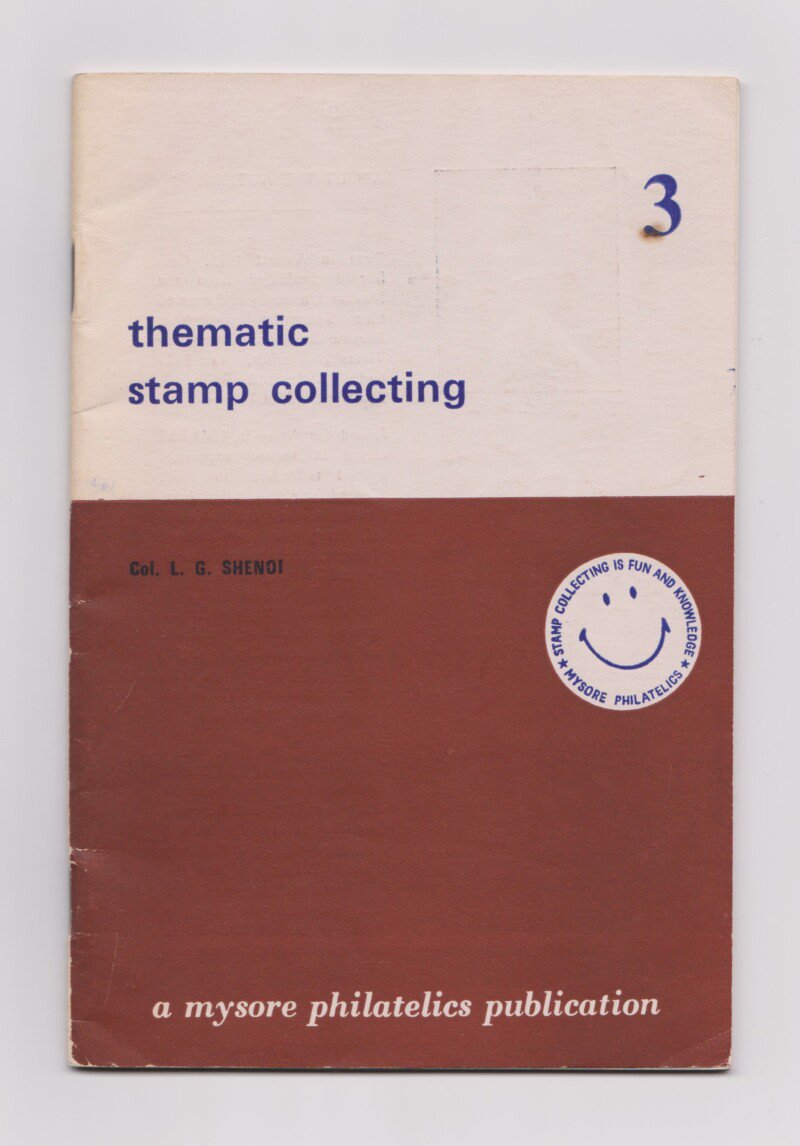 3
thematic
stamp collecting
Col. L. G. SHENOI
STAMP COLLECTING IS FUN AND KNOWLEDGE
★ MYSORE PHILATELICS ★
a mysore philatelics publication